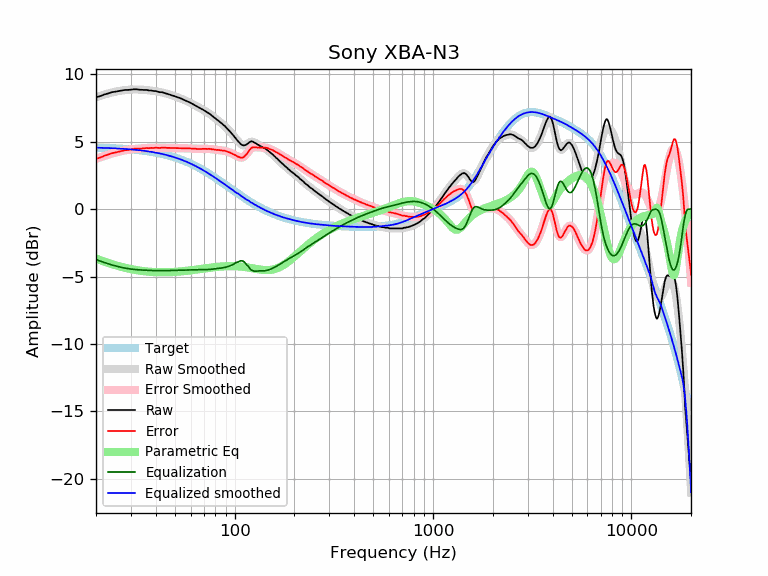 Sony XBA-N3
10
5
0
−5
−10
−15
−20
Amplitude (dBr)
Target
Raw Smoothed
Error Smoothed
Raw
Error
Parametric Eq
Equalization
Equalized smoothed
100
1000
10000
Frequency (Hz)